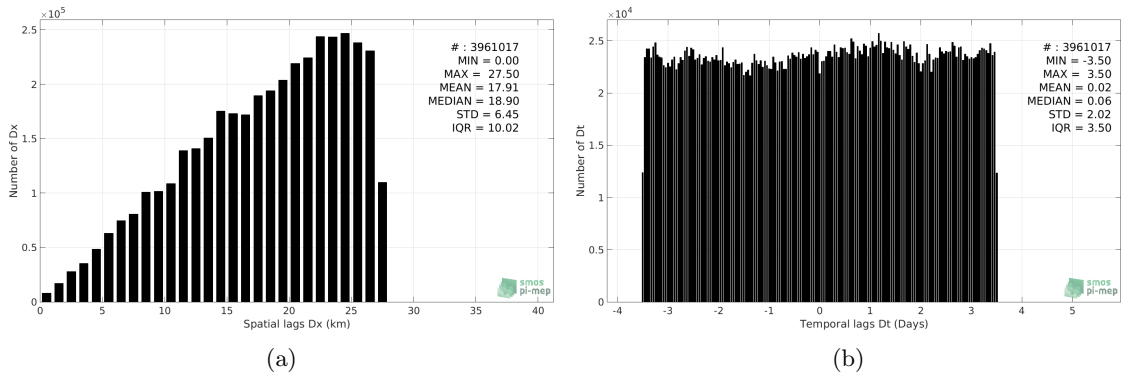 ×10⁵
2.5
2
1.5
1
0.5
0
0 5 10 15 20 25 30 35 40
Number of Dx
Spatial lags Dx (km)
# : 3961017
MIN = 0.00
MAX = 27.50
MEAN = 17.91
MEDIAN = 18.90
STD = 6.45
IQR = 10.02
smos
pi-mep
(a)
×10⁴
2.5
2
1.5
1
0.5
0
-4 -3 -2 -1 0 1 2 3 4 5
Number of Dt
Temporal lags Dt (Days)
# : 3961017
MIN = -3.50
MAX = 3.50
MEAN = 0.02
MEDIAN = 0.06
STD = 2.02
IQR = 3.50
smos
pi-mep
(b)